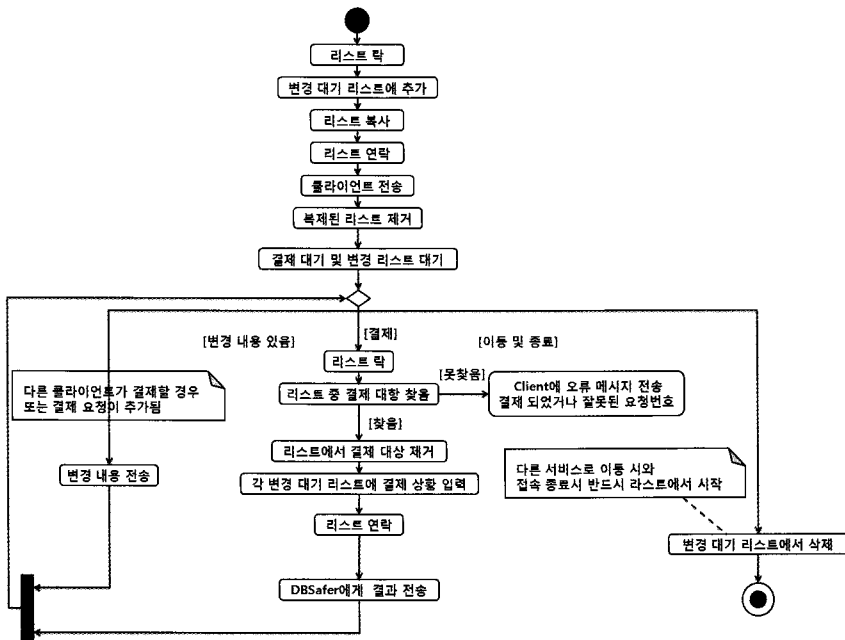 리스트 락
변경 대기 리스트에 추가
리스트 복사
리스트 연락
클라이언트 전송
복제된 리스트 제거
결제 대기 및 변경 리스트 대기
[변경 내용 있음]
[결제]
[이동 및 종료]
리스트 락
[못찾음]
리스트 중 결제 대항 찾음
Client에 오류 메시지 전송
결제 되었거나 잘못된 요청번호
다른 클라이언트가 결제할 경우
또는 결제 요청이 추가됨
[찾음]
리스트에서 결제 대상 제거
변경 내용 전송
각 변경 대기 리스트에 결제 상황 입력
다른 서비스로 이동 시와
접속 종료시 반드시 라스트에서 시작
리스트 연락
변경 대기 리스트에서 삭제
DBSafer에게 결과 전송